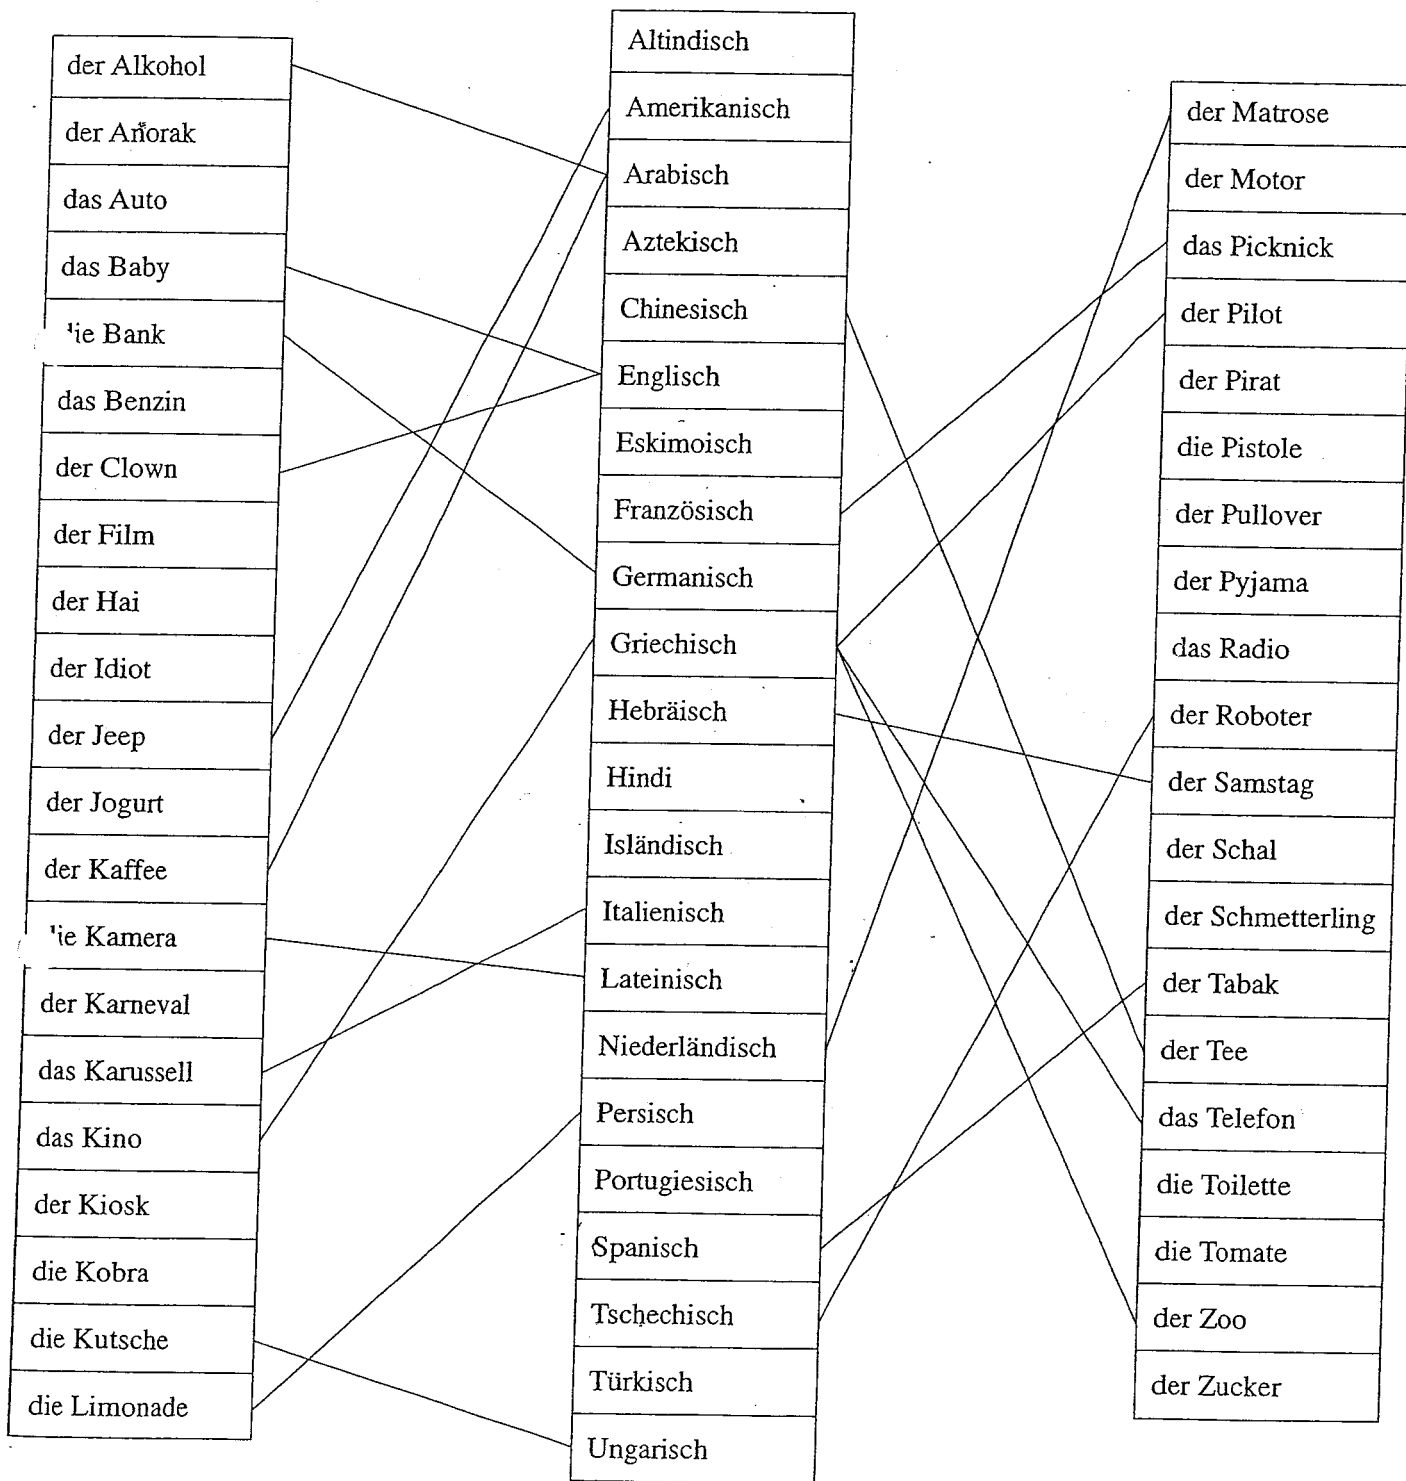 der Alkohol
der Anorak
das Auto
das Baby
ie Bank
das Benzin
der Clown
der Film
der Hai
der Idiot
der Jeep
der Jogurt
der Kaffee
ie Kamera
der Karneval
das Karussell
das Kino
der Kiosk
die Kobra
die Kutsche
die Limonade
Altindisch
Amerikanisch
Arabisch
Aztekisch
Chinesisch
Englisch
Eskimoisch
Französisch
Germanisch
Griechisch
Hebräisch
Hindi
Isländisch
Italienisch
Lateinisch
Niederländisch
Persisch
Portugiesisch
Spanisch
Tschechisch
Türkisch
Ungarisch
der Matrose
der Motor
das Picknick
der Pilot
der Pirat
die Pistole
der Pullover
der Pyjama
das Radio
der Roboter
der Samstag
der Schal
der Schmetterling
der Tabak
der Tee
das Telefon
die Toilette
die Tomate
der Zoo
der Zucker